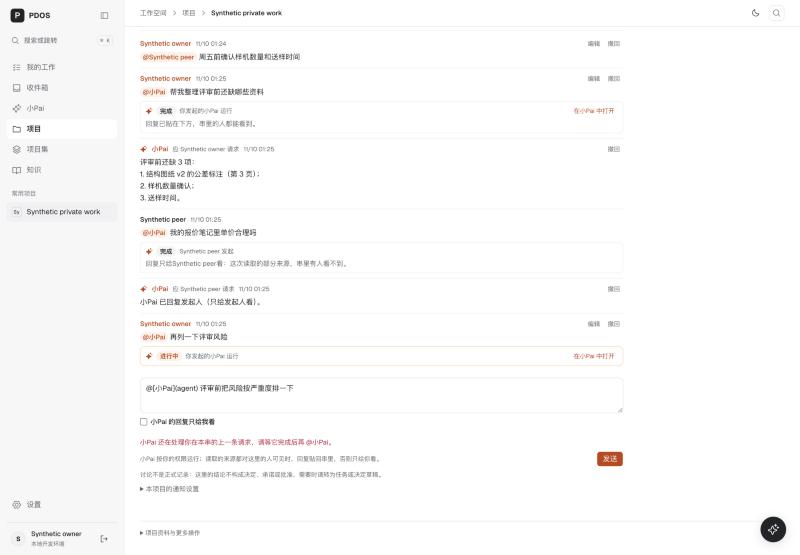 P PDOS
搜索或跳转 ⌘ K
我的工作
收件箱
小Pai
项目
项目集
知识
常用项目
Sy Synthetic private work
设置
S Synthetic owner
本地开发环境
工作空间 > 项目 > Synthetic private work
Synthetic owner 11/10 01:24 编辑 撤回
@Synthetic peer 周五前确认样机数量和送样时间
Synthetic owner 11/10 01:25 编辑 撤回
@小Pai 帮我整理评审前还缺哪些资料
完成 你发起的小Pai 运行 在小Pai 中打开
回复已贴在下方，串里的人都能看到。
小Pai 应 Synthetic owner 请求 11/10 01:25 撤回
评审前还缺 3 项：
1. 结构图纸 v2 的公差标注（第 3 页）；
2. 样机数量确认；
3. 送样时间。
Synthetic peer 11/10 01:25
@小Pai 我的报价笔记里单价合理吗
完成 Synthetic peer 发起
回复只给Synthetic peer看：这次读取的部分来源，串里有人看不到。
小Pai 应 Synthetic peer 请求 11/10 01:25 撤回
小Pai 已回复发起人（只给发起人看）。
Synthetic owner 11/10 01:25 编辑 撤回
@小Pai 再列一下评审风险
进行中 你发起的小Pai 运行 在小Pai 中打开
@[小Pai](agent) 评审前把风险按严重度排一下
小Pai 的回复只给我看
小Pai 还在处理你在本串的上一条请求，请等它完成后再 @小Pai。
小Pai 按你的权限运行；读取的来源都对这里的人可见时，回复贴回串里，否则只给你看。 发送
讨论不是正式记录：这里的结论不构成决定、承诺或批准，需要时请转为任务或决定草稿。
本项目的通知设置
项目资料与更多操作